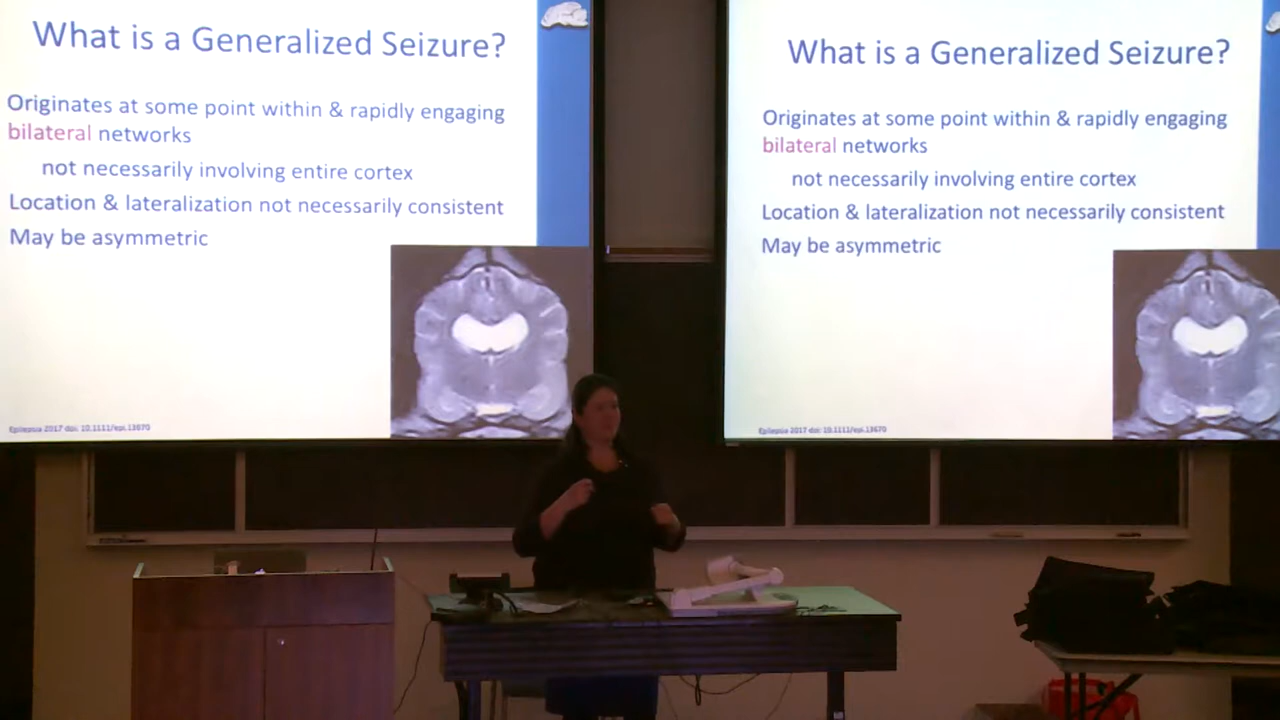 What is a Generalized Seizure?
Originates at some point within & rapidly engaging
bilateral networks
not necessarily involving entire cortex
Location & lateralization not necessarily consistent
May be asymmetric
Epilepsia 2017 doi: 10.1111/epi.13670
What is a Generalized Seizure?
Originates at some point within & rapidly engaging
bilateral networks
not necessarily involving entire cortex
Location & lateralization not necessarily consistent
May be asymmetric
Epilepsia 2017 doi: 10.1111/epi.13670